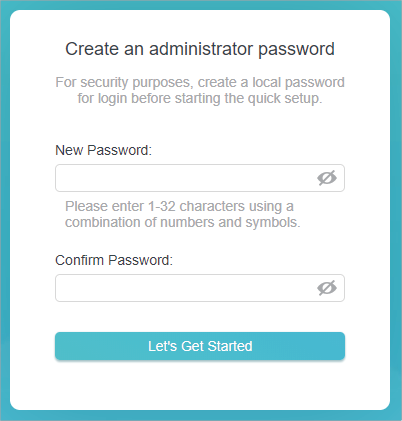 Create an administrator password
For security purposes, create a local password
for login before starting the quick setup.
New Password:
Please enter 1-32 characters using a
combination of numbers and symbols.
Confirm Password:
Let's Get Started